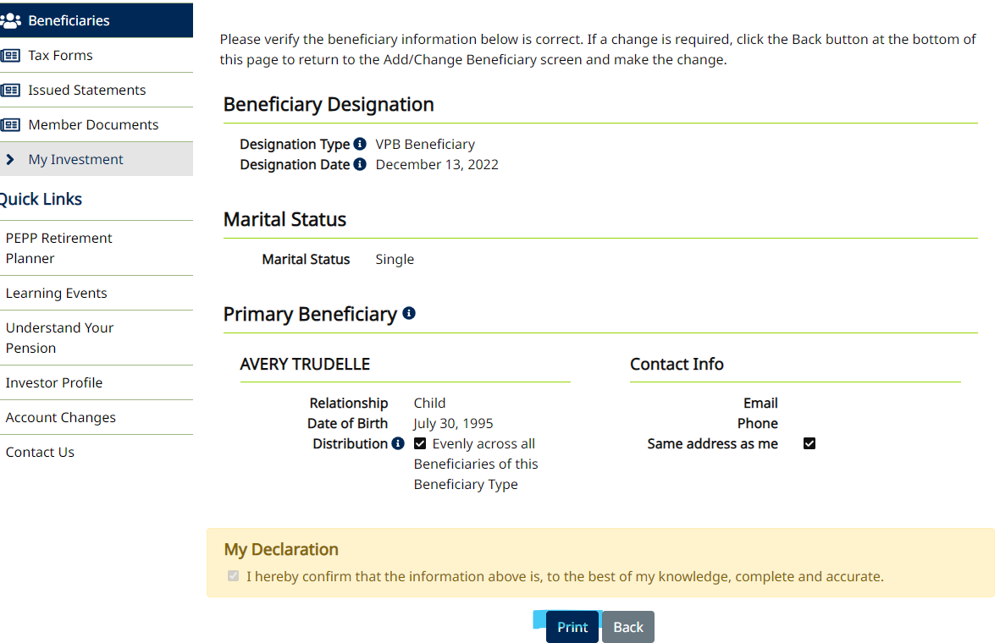 Beneficiaries
Tax Forms
Issued Statements
Member Documents
My Investment
Quick Links
PEPP Retirement
Planner
Learning Events
Understand Your
Pension
Investor Profile
Account Changes
Contact Us
Please verify the beneficiary information below is correct. If a change is required, click the Back button at the bottom of
this page to return to the Add/Change Beneficiary screen and make the change.
Beneficiary Designation
Designation Type VPB Beneficiary
Designation Date December 13, 2022
Marital Status
Marital Status Single
Primary Beneficiary
AVERY TRUDELLE
Relationship Child
Date of Birth July 30, 1995
Distribution Evenly across all
Beneficiaries of this
Beneficiary Type
Contact Info
Email
Phone
Same address as me
My Declaration
I hereby confirm that the information above is, to the best of my knowledge, complete and accurate.
Print Back